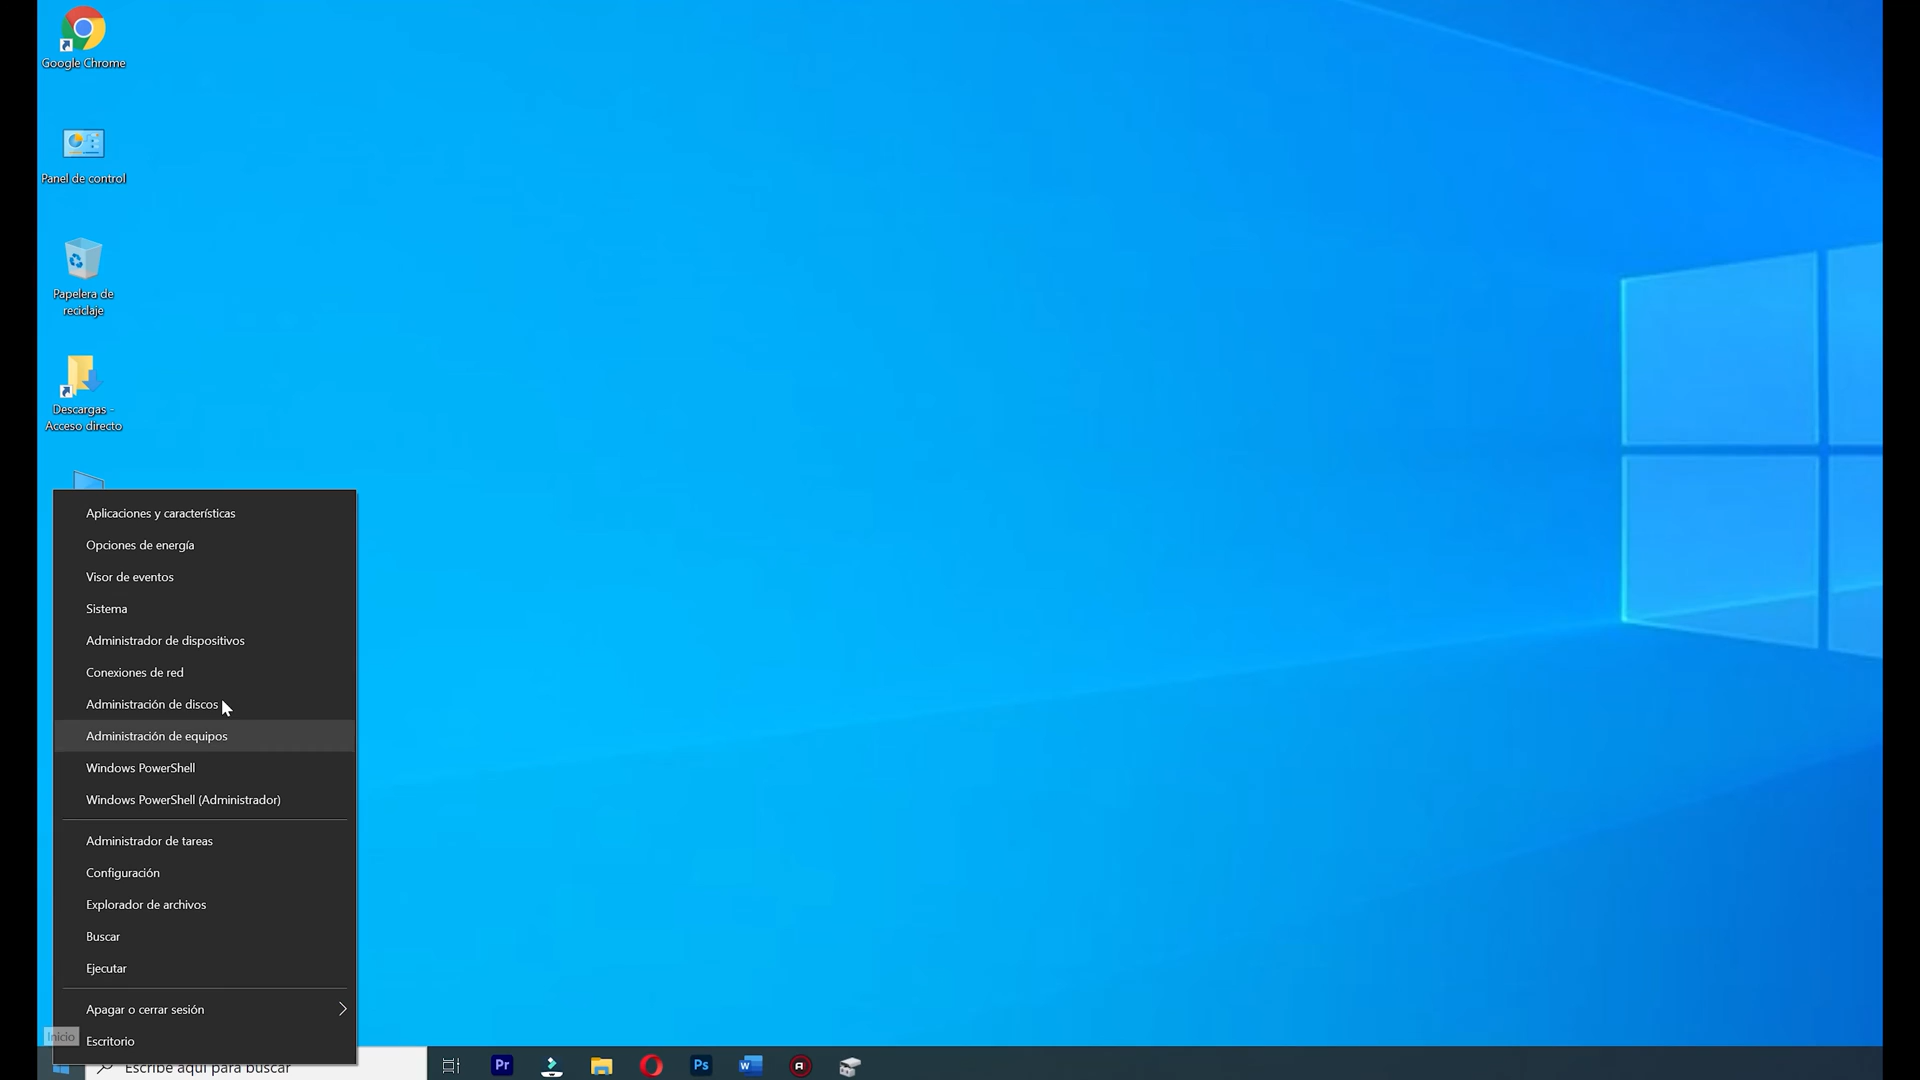 Google Chrome
Panel de control
Papelera de
reciclaje
Descargas -
Acceso directo
Aplicaciones y características
Opciones de energía
Visor de eventos
Sistema
Administrador de dispositivos
Conexiones de red
Administración de discos
Administración de equipos
Windows PowerShell
Windows PowerShell (Administrador)
Administrador de tareas
Configuración
Explorador de archivos
Buscar
Ejecutar
Apagar o cerrar sesión
Inicio
Escritorio
Escribe aquí para buscar
Pr
Ps
W
A